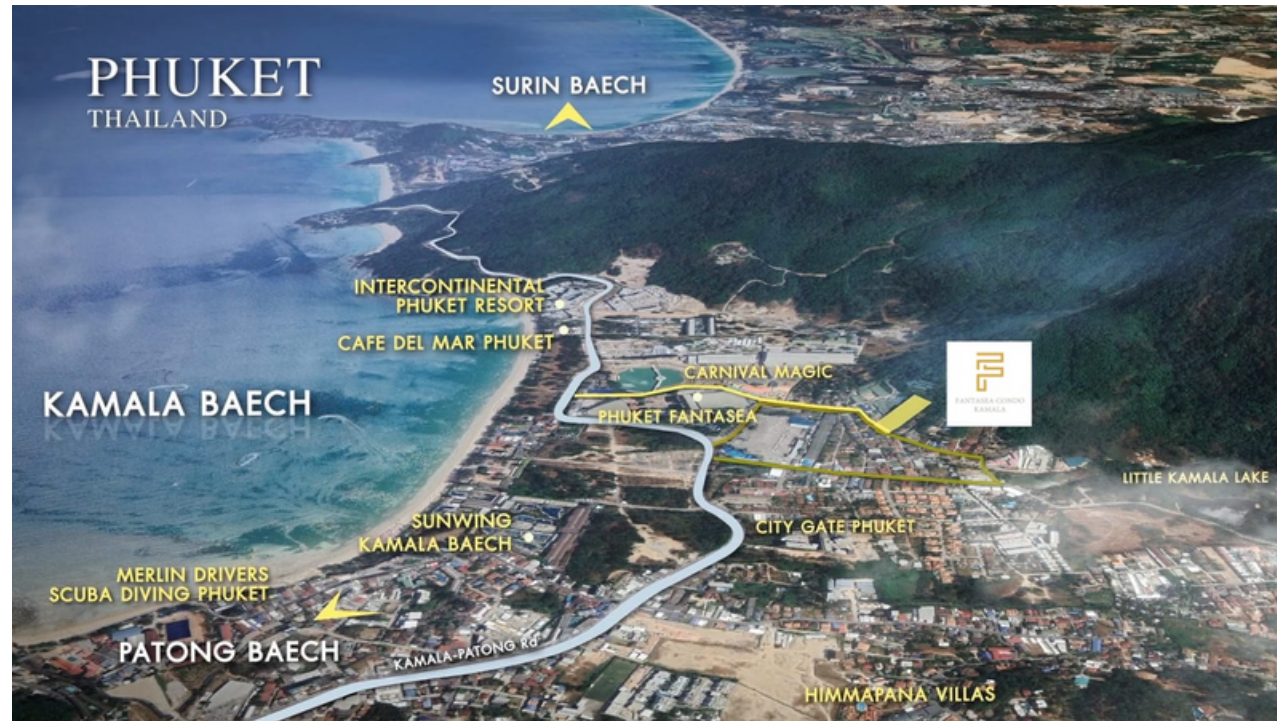 PHUKET
THAILAND
SURIN BAECH
INTERCONTINENTAL
PHUKET RESORT
CAFE DEL MAR PHUKET
CARNIVAL MAGIC
FANTASEA CONDO
KAMALA
KAMALA BAECH
PHUKET FANTASEA
LITTLE KAMALA LAKE
SUNWING
KAMALA BAECH
CITY GATE PHUKET
MERLIN DRIVERS
SCUBA DIVING PHUKET
PATONG BAECH
KAMALA-PATONG Rd
HIMMAPANA VILLAS